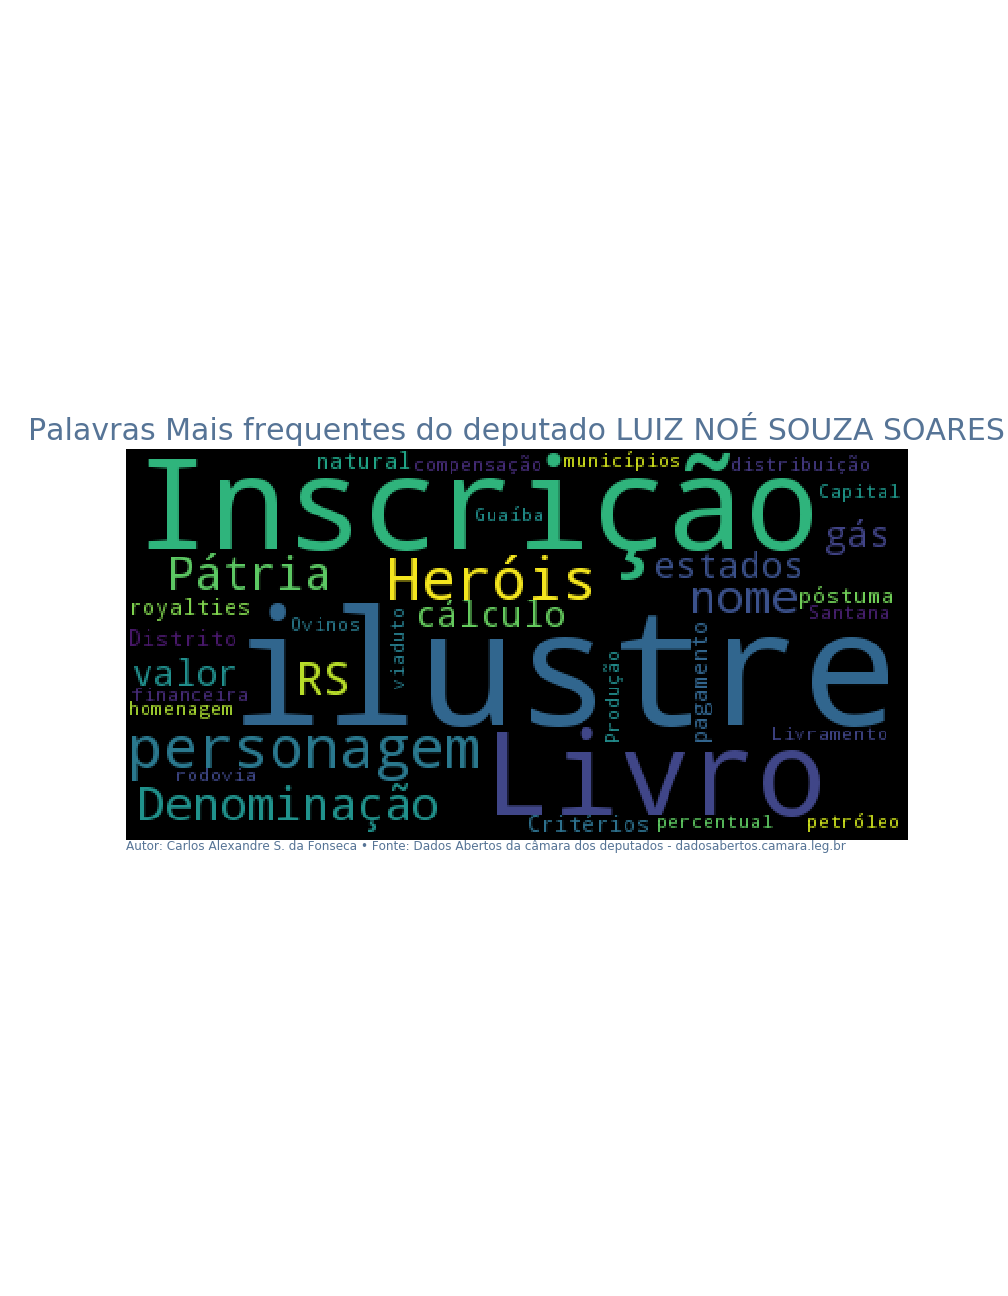 Palavras Mais frequentes do deputado LUIZ NOÉ SOUZA SOARES
natural
compensação
municípios
distribuição
Inscrição
Capital
Guaíba
gás
Pátria
Heróis
estados
nome
póstuma
royalties
cálculo
Santana
Ovinos
viaduto
Distrito
ilustre
valor
RS
Produção
pagamento
financeira
homenagem
Livramento
personagem
Livro
rodovia
Denominação
Critérios
percentual
petróleo
Autor: Carlos Alexandre S. da Fonseca • Fonte: Dados Abertos da câmara dos deputados - dadosabertos.camara.leg.br